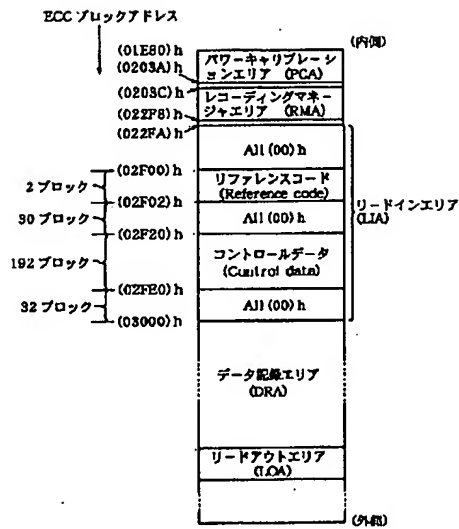 ECC ブロックアドレス
(内側)
(01E80) h
パワーキャリブレーシ
ョンエリア (PCA)
(0203A) h
(0203C) h
レコーディングマネー
ジャエリア (RMA)
(022F8) h
(022FA) h
All (00) h
(02F00) h
2 ブロック
リファレンスコード
(Reference code)
(02F02) h
30 ブロック
All (00) h
リードインエリア
(LIA)
(02F20) h
192 ブロック
コントロールデータ
(Control data)
(02FE0) h
32 ブロック
All (00) h
(03000) h
データ記録エリア
(DRA)
リードアウトエリア
(LOA)
(外側)